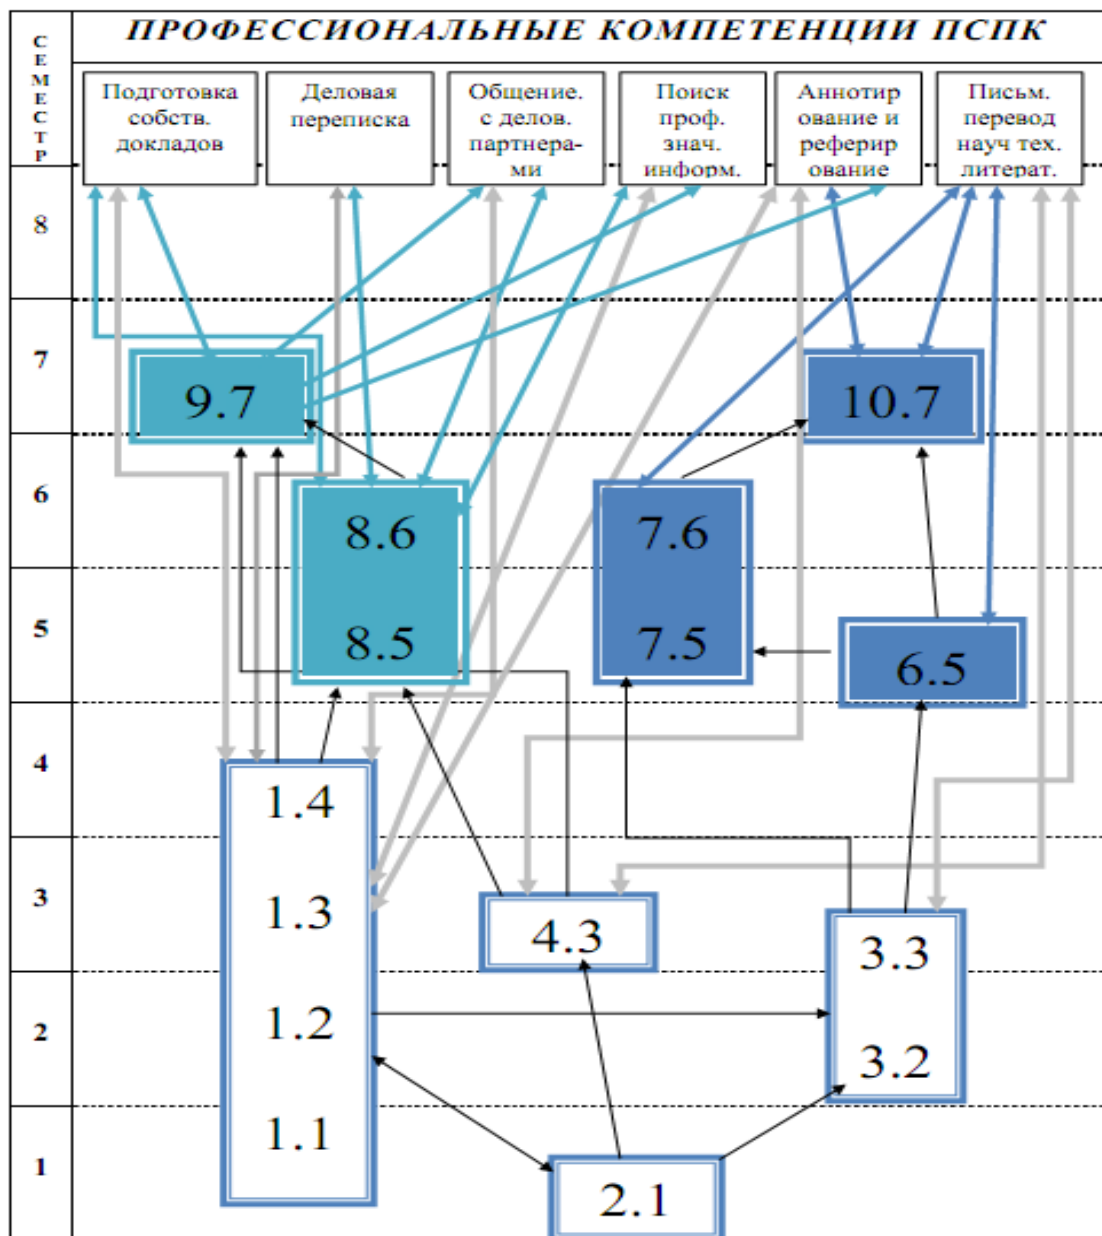 ПРОФЕССИОНАЛЬНЫЕ КОМПЕТЕНЦИИ ПСПК
СЕМЕСТР
Подготовка
собств.
докладов
Деловая
переписка
Общение.
с делов.
партнера-
ми
Поиск
проф.
знач.
информ.
Аннотир
ование и
реферир
ование
Письм.
перевод
науч тех.
литерат.
8
7
9.7
10.7
6
8.6
7.6
5
8.5
7.5
6.5
4
1.4
3
1.3
4.3
3.3
2
1.2
3.2
1.1
1
2.1